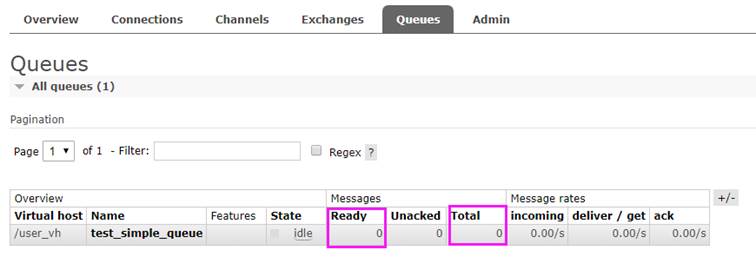 Overview Connections Channels Exchanges Queues Admin
Queues
All queues (1)
Pagination
Page 1 of 1 - Filter: Regex ?
Overview Messages Message rates +/-
Virtual host Name Features State Ready Unacked Total incoming deliver / get ack
/user_vh test_simple_queue idle 0 0 0 0.00/s 0.00/s 0.00/s